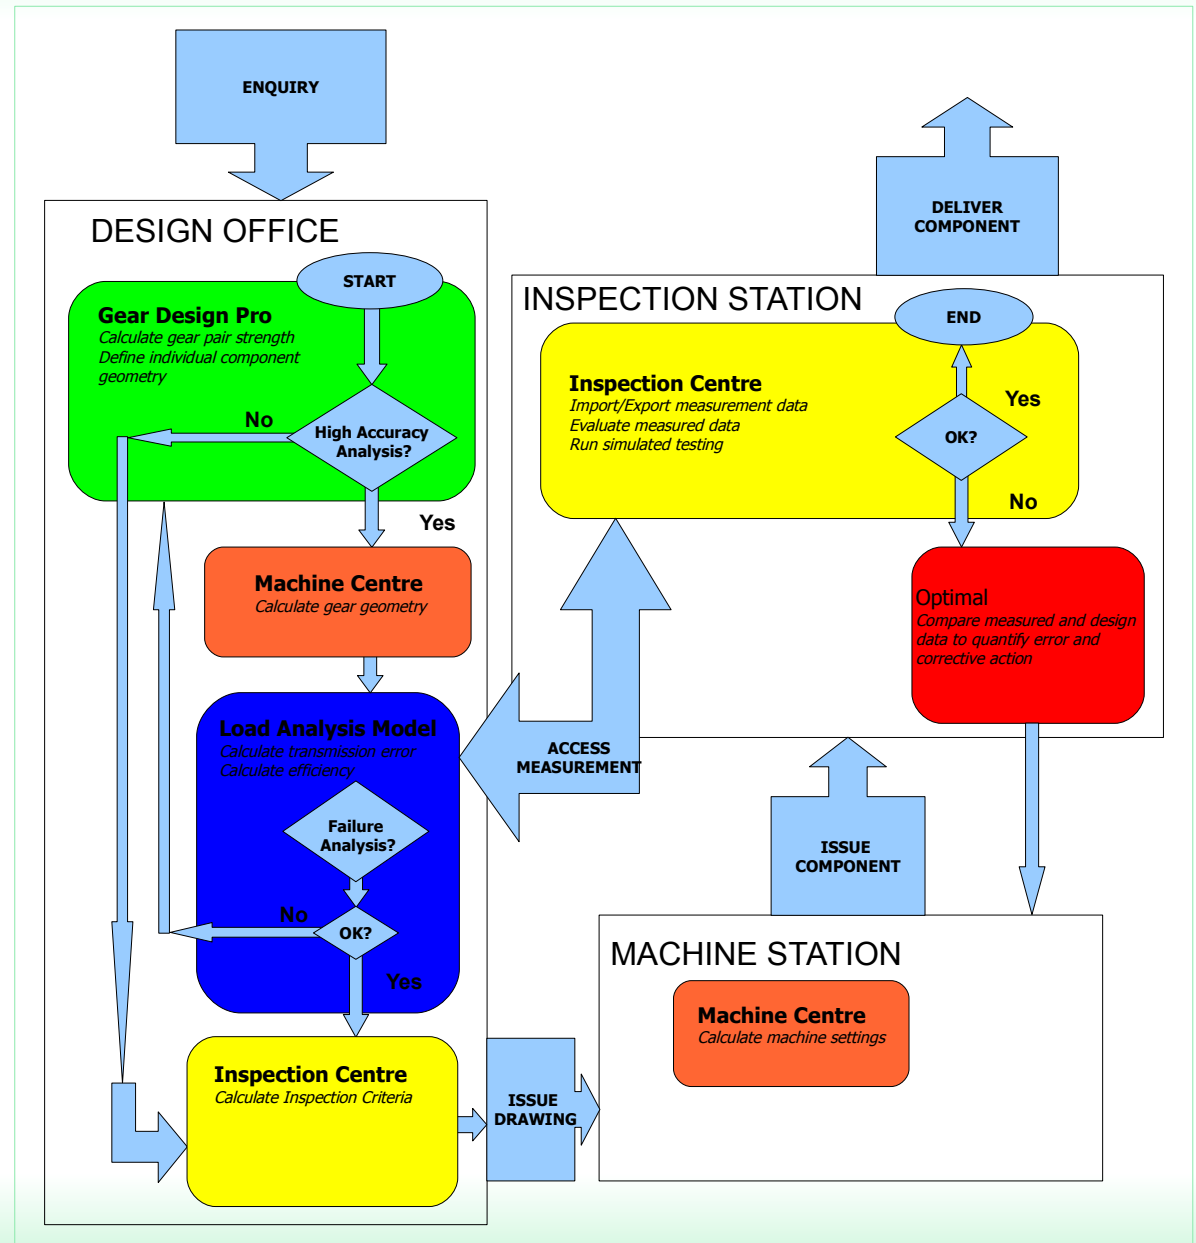 ENQUIRY
DESIGN OFFICE
START
Gear Design Pro
Calculate gear pair strength
Define individual component
geometry
No
High Accuracy
Analysis?
Yes
Machine Centre
Calculate gear geometry
Load Analysis Model
Calculate transmission error
Calculate efficiency
Failure
Analysis?
No
OK?
Yes
Inspection Centre
Calculate Inspection Criteria
ISSUE
DRAWING
ACCESS
MEASUREMENT
DELIVER
COMPONENT
INSPECTION STATION
END
Inspection Centre
Import/Export measurement data
Evaluate measured data
Run simulated testing
Yes
OK?
No
Optimal
Compare measured and design
data to quantify error and
corrective action
ISSUE
COMPONENT
MACHINE STATION
Machine Centre
Calculate machine settings